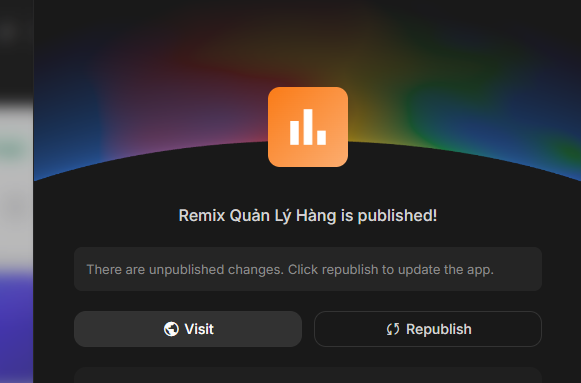 Remix Quản Lý Hàng is published!
There are unpublished changes. Click republish to update the app.
Visit
Republish